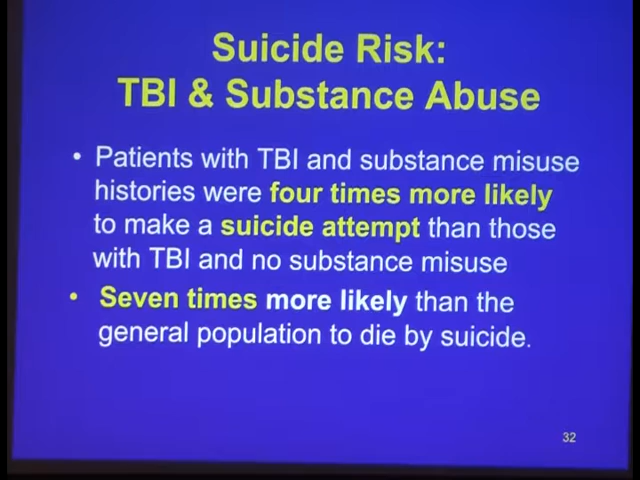 Suicide Risk:
TBI & Substance Abuse
• Patients with TBI and substance misuse
histories were four times more likely
to make a suicide attempt than those
with TBI and no substance misuse
• Seven times more likely than the
general population to die by suicide.
32